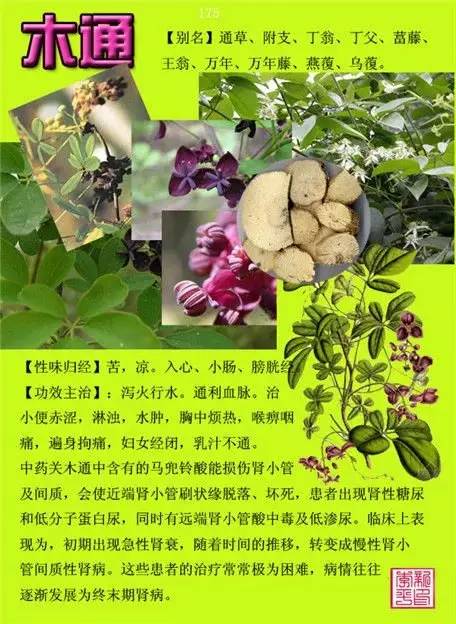 175
木通
【别名】通草、附支、丁翁、丁父、葍藤、
王翁、万年、万年藤、燕覆、乌覆。
【性味归经】苦，凉。入心、小肠、膀胱经。
【功效主治】：泻火行水。通利血脉。治
小便赤涩，淋浊，水肿，胸中烦热，喉痹咽
痛，遍身拘痛，妇女经闭，乳汁不通。
中药关木通中含有的马兜铃酸能损伤肾小管
及间质，会使近端肾小管刷状缘脱落、坏死，患者出现肾性糖尿
和低分子蛋白尿，同时有远端肾小管酸中毒及低渗尿。临床上表
现为，初期出现急性肾衰，随着时间的推移，转变成慢性肾小
管间质性肾病。这些患者的治疗常常极为困难，病情往往
逐渐发展为终末期肾病。